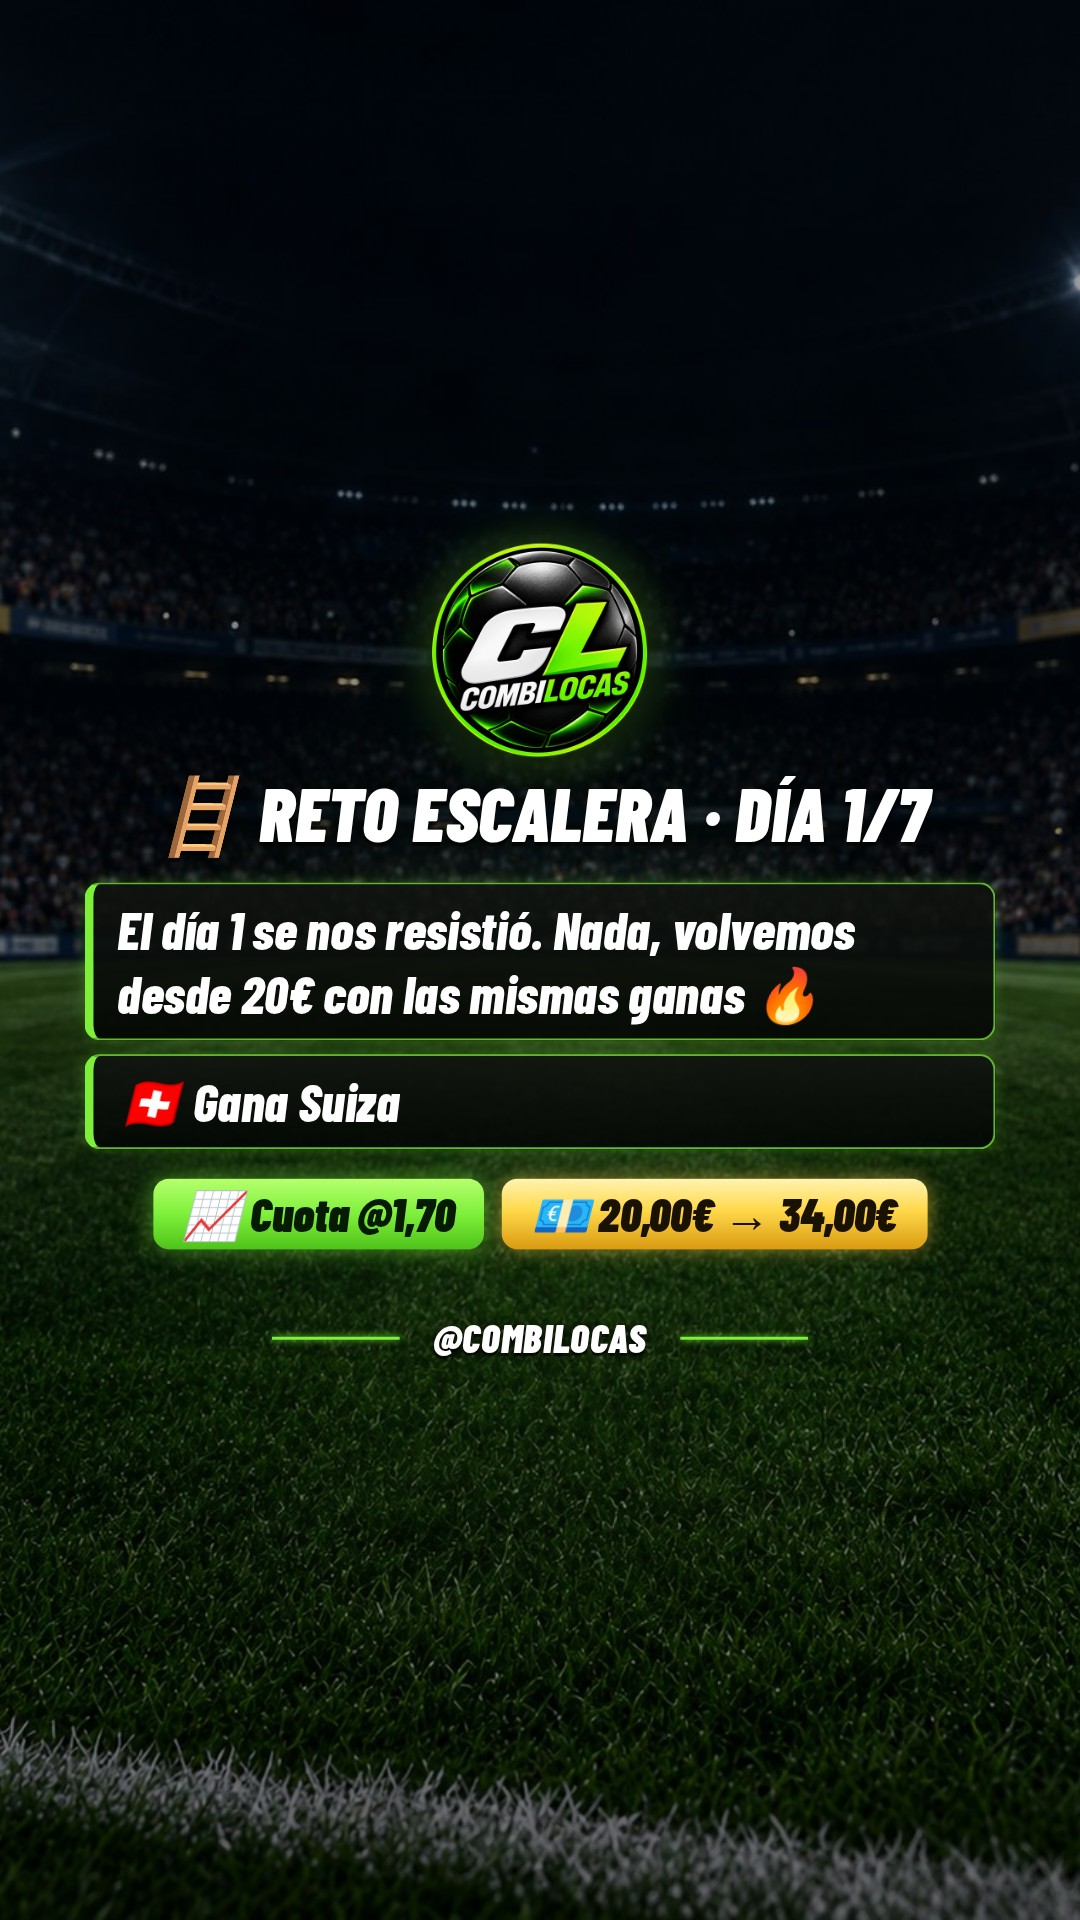 CL
COMBILOCAS
🪜 RETO ESCALERA · DÍA 1/7
El día 1 se nos resistió. Nada, volvemos
desde 20€ con las mismas ganas 🔥
🇨🇭 Gana Suiza
📈 Cuota @1,70
💶 20,00€ → 34,00€
@COMBILOCAS